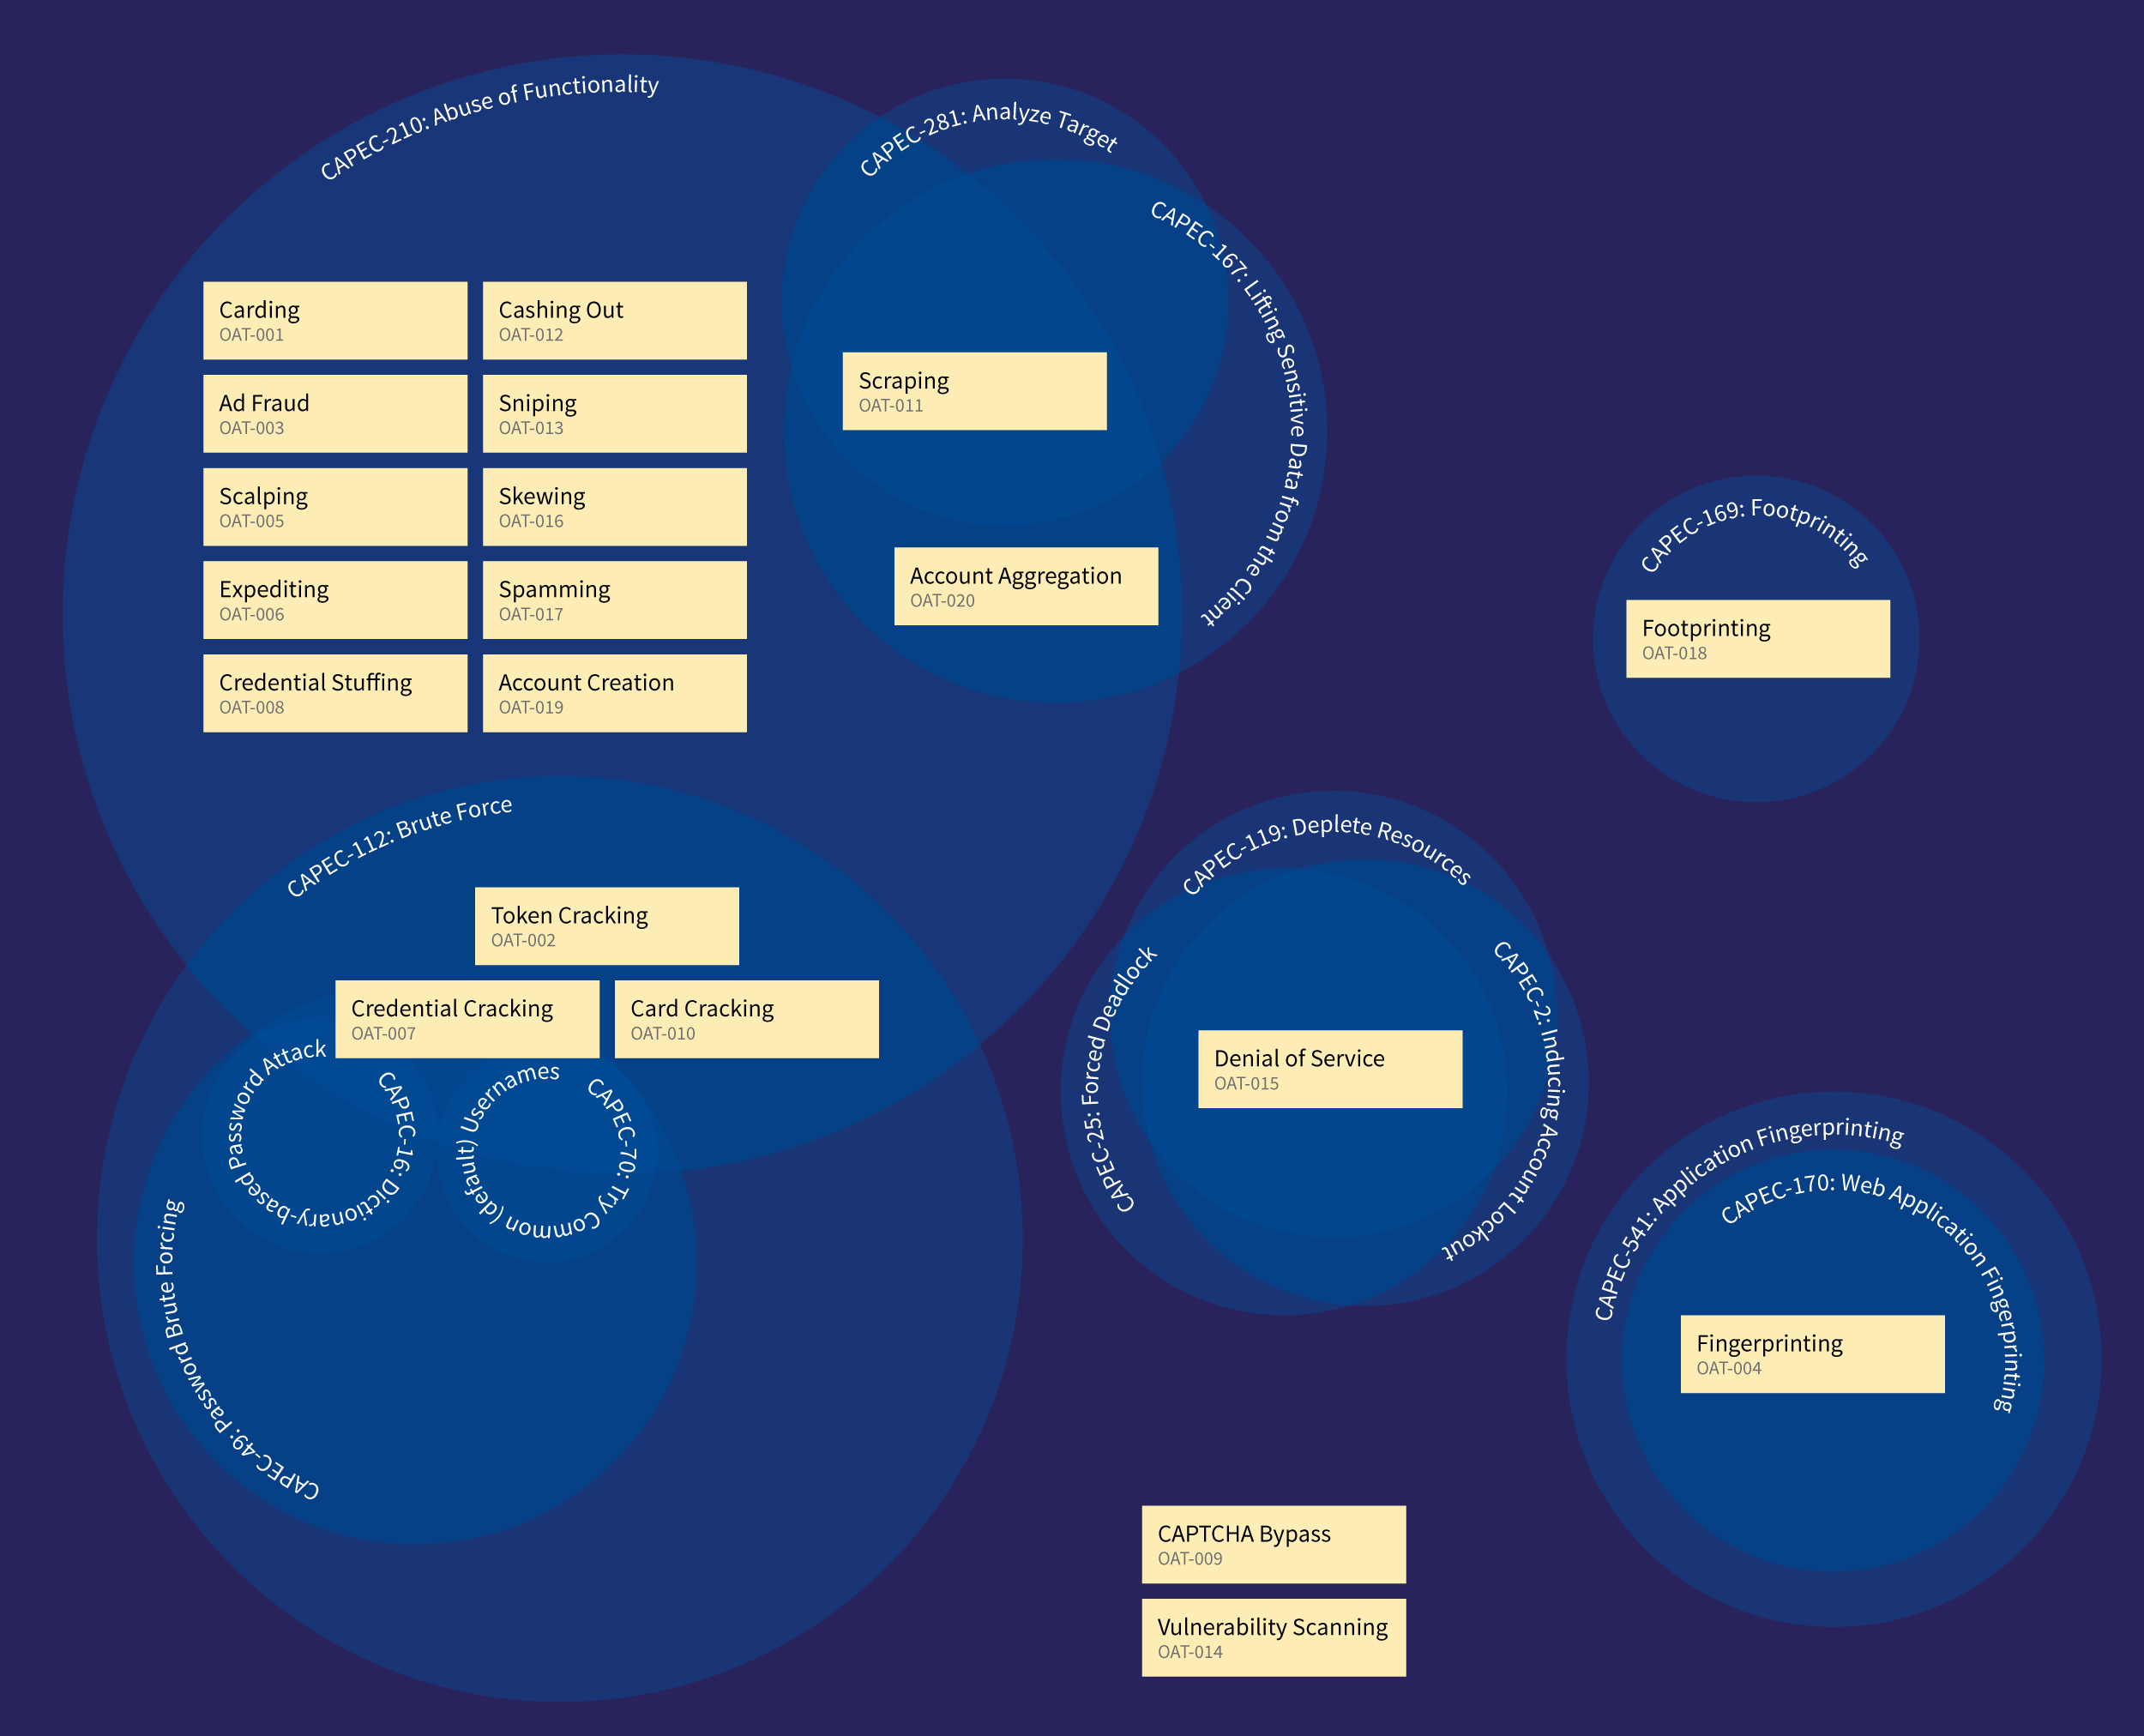 CAPEC-210: Abuse of Functionality
CAPEC-281: Analyze Target
CAPEC-167: Lifting Sensitive Data from the Client
Carding
OAT-001
Cashing Out
OAT-012
Ad Fraud
OAT-003
Sniping
OAT-013
Scalping
OAT-005
Skewing
OAT-016
Expediting
OAT-006
Spamming
OAT-017
Credential Stuffing
OAT-008
Account Creation
OAT-019
Scraping
OAT-011
Account Aggregation
OAT-020
CAPEC-169: Footprinting
Footprinting
OAT-018
CAPEC-112: Brute Force
Token Cracking
OAT-002
Credential Cracking
OAT-007
Card Cracking
OAT-010
CAPEC-16: Dictionary-based Password Attack
CAPEC-70: Try Common (default) Usernames
CAPEC-49: Password Brute Forcing
CAPEC-119: Deplete Resources
CAPEC-25: Forced Deadlock
CAPEC-2: Inducing Account Lockout
Denial of Service
OAT-015
CAPEC-541: Application Fingerprinting
CAPEC-170: Web Application Fingerprinting
Fingerprinting
OAT-004
CAPTCHA Bypass
OAT-009
Vulnerability Scanning
OAT-014